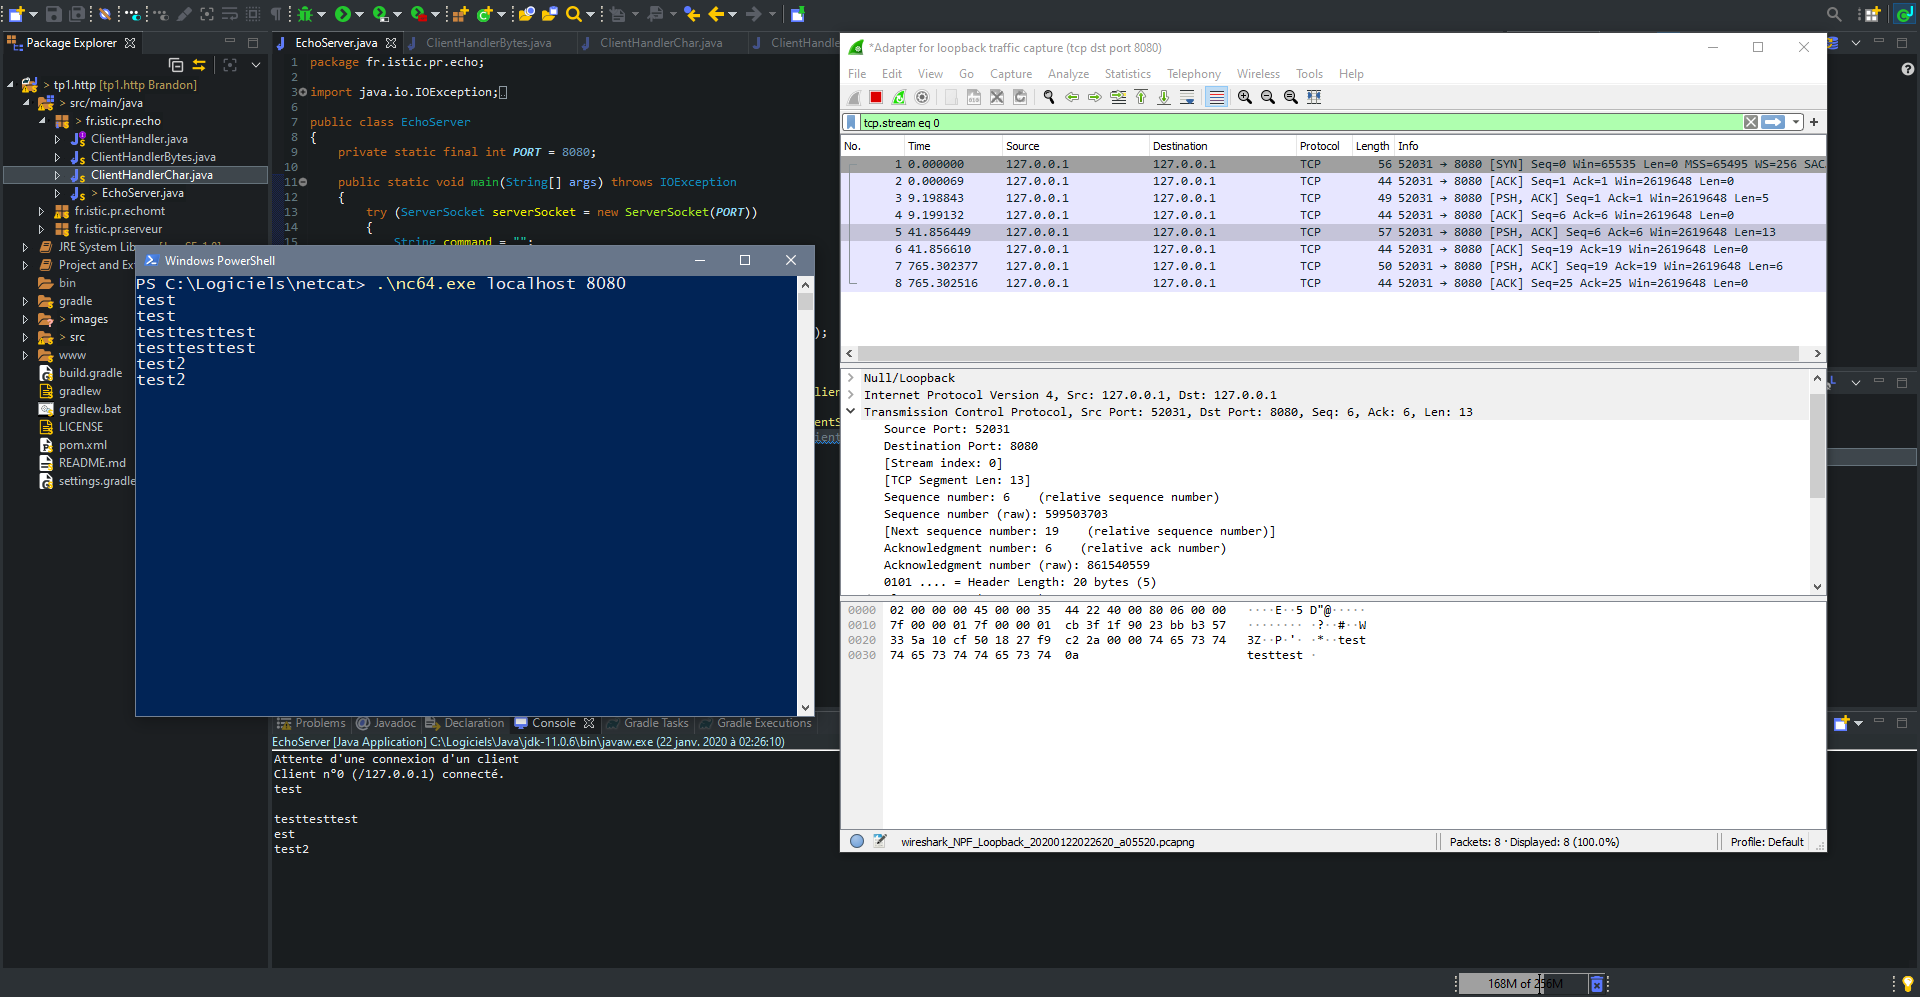 Package Explorer
> tp1.http [tp1.http Brandon]
> src/main/java
> fr.istic.pr.echo
ClientHandler.java
ClientHandlerBytes.java
ClientHandlerChar.java
> EchoServer.java
fr.istic.pr.echomt
fr.istic.pr.serveur
JRE System Lib
Project and Ext
bin
gradle
> images
> src
www
build.gradle
gradlew
gradlew.bat
LICENSE
pom.xml
README.md
settings.gradle
EchoServer.java ClientHandlerBytes.java ClientHandlerChar.java ClientHandle
1 package fr.istic.pr.echo;
2
3 import java.io.IOException;
6
7 public class EchoServer
8 {
9 private static final int PORT = 8080;
10
11 public static void main(String[] args) throws IOException
12 {
13 try (ServerSocket serverSocket = new ServerSocket(PORT))
14 {
15 String command = "";
);
lien
entS
ient
Windows PowerShell
PS C:\Logiciels\netcat> .\nc64.exe localhost 8080
test
test
testtesttest
testtesttest
test2
test2
Problems Javadoc Declaration Console Gradle Tasks Gradle Executions
EchoServer [Java Application] C:\Logiciels\Java\jdk-11.0.6\bin\javaw.exe (22 janv. 2020 à 02:26:10)
Attente d'une connexion d'un client
Client n°0 (/127.0.0.1) connecté.
test
testtesttest
est
test2
*Adapter for loopback traffic capture (tcp dst port 8080)
File Edit View Go Capture Analyze Statistics Telephony Wireless Tools Help
tcp.stream eq 0
No. Time Source Destination Protocol Length Info
1 0.000000 127.0.0.1 127.0.0.1 TCP 56 52031 → 8080 [SYN] Seq=0 Win=65535 Len=0 MSS=65495 WS=256 SAC
2 0.000069 127.0.0.1 127.0.0.1 TCP 44 52031 → 8080 [ACK] Seq=1 Ack=1 Win=2619648 Len=0
3 9.198843 127.0.0.1 127.0.0.1 TCP 49 52031 → 8080 [PSH, ACK] Seq=1 Ack=1 Win=2619648 Len=5
4 9.199132 127.0.0.1 127.0.0.1 TCP 44 52031 → 8080 [ACK] Seq=6 Ack=6 Win=2619648 Len=0
5 41.856449 127.0.0.1 127.0.0.1 TCP 57 52031 → 8080 [PSH, ACK] Seq=6 Ack=6 Win=2619648 Len=13
6 41.856610 127.0.0.1 127.0.0.1 TCP 44 52031 → 8080 [ACK] Seq=19 Ack=19 Win=2619648 Len=0
7 765.302377 127.0.0.1 127.0.0.1 TCP 50 52031 → 8080 [PSH, ACK] Seq=19 Ack=19 Win=2619648 Len=6
8 765.302516 127.0.0.1 127.0.0.1 TCP 44 52031 → 8080 [ACK] Seq=25 Ack=25 Win=2619648 Len=0
Null/Loopback
Internet Protocol Version 4, Src: 127.0.0.1, Dst: 127.0.0.1
Transmission Control Protocol, Src Port: 52031, Dst Port: 8080, Seq: 6, Ack: 6, Len: 13
Source Port: 52031
Destination Port: 8080
[Stream index: 0]
[TCP Segment Len: 13]
Sequence number: 6 (relative sequence number)
Sequence number (raw): 599503703
[Next sequence number: 19 (relative sequence number)]
Acknowledgment number: 6 (relative ack number)
Acknowledgment number (raw): 861540559
0101 .... = Header Length: 20 bytes (5)
0000 02 00 00 00 45 00 00 35 44 22 40 00 80 06 00 00 ····E··5 D"@·····
0010 7f 00 00 01 7f 00 00 01 cb 3f 1f 90 23 bb b3 57 ········ ·?··#··W
0020 33 5a 10 cf 50 18 27 f9 c2 2a 00 00 74 65 73 74 3Z··P·'· ·*··test
0030 74 65 73 74 74 65 73 74 0a testtest ·
wireshark_NPF_Loopback_20200122022620_a05520.pcapng Packets: 8 · Displayed: 8 (100.0%) Profile: Default
168M of 256M